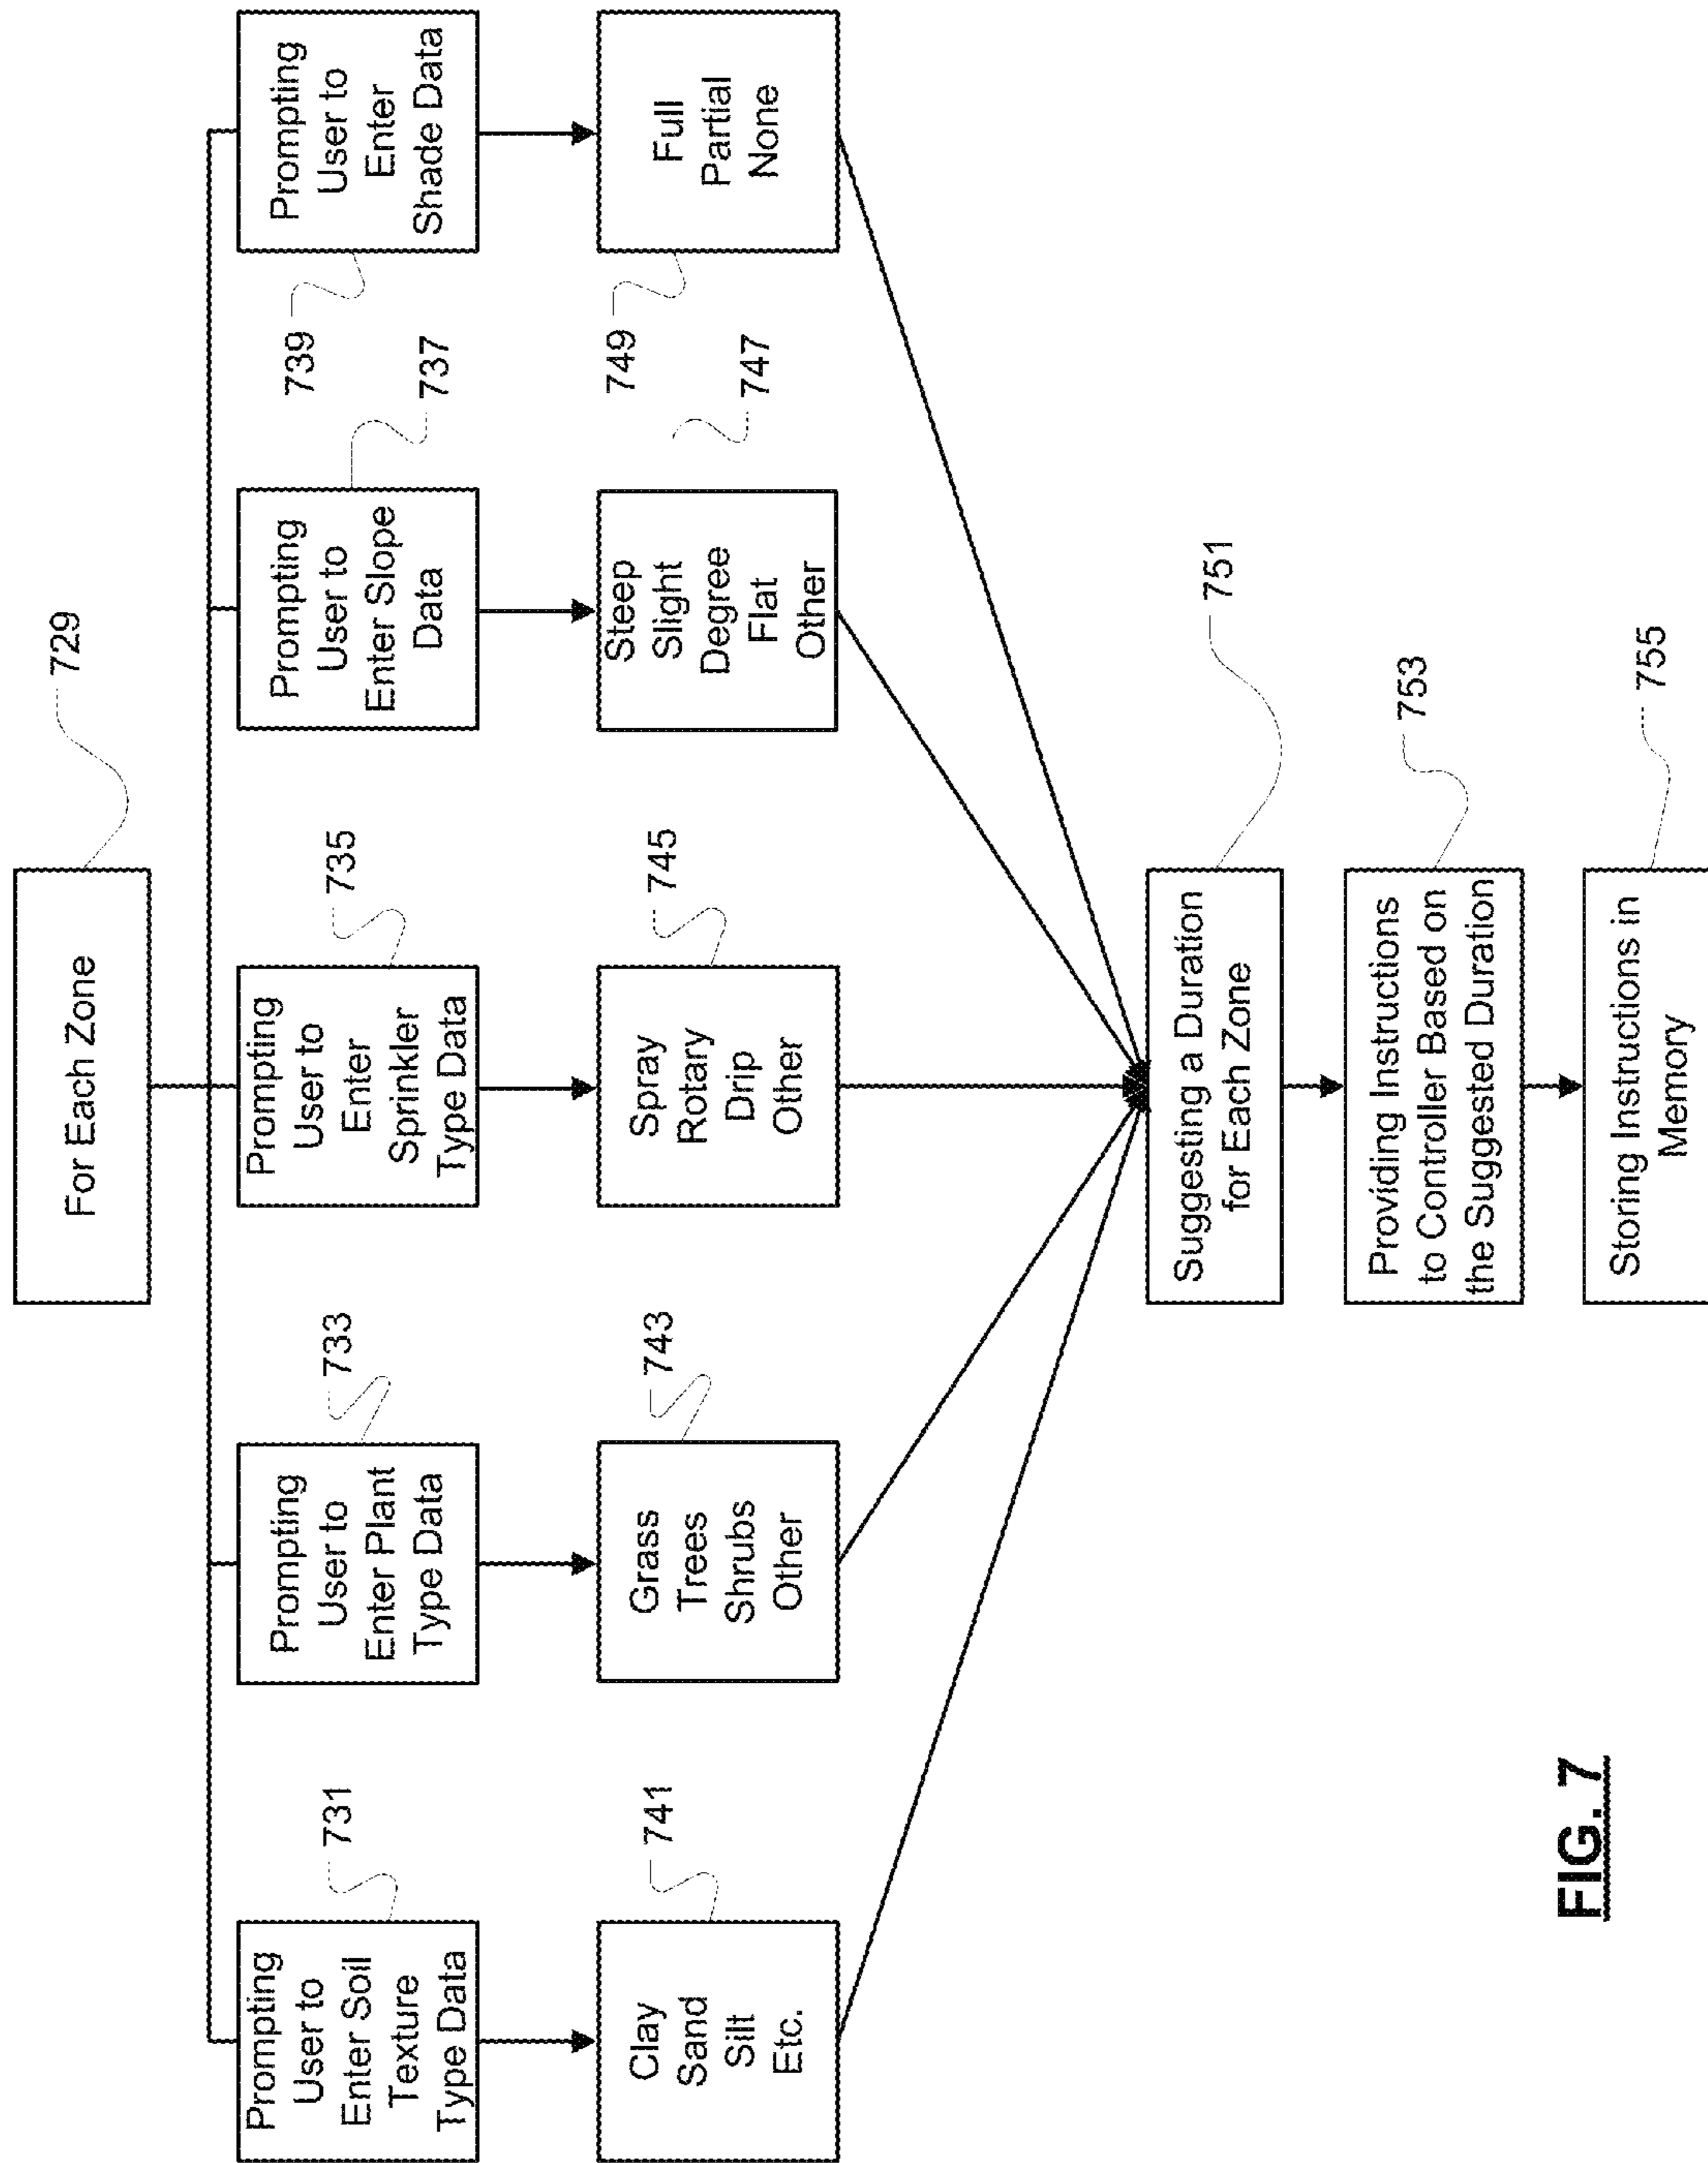 For Each Zone
729
Prompting
User to
Enter Soil
Texture
Type Data
731
Prompting
User to
Enter Plant
Type Data
733
Prompting
User to
Enter
Sprinkler
Type Data
735
Prompting
User to
Enter Slope
Data
737
Prompting
User to
Enter
Shade Data
739
Clay
Sand
Silt
Etc.
741
Grass
Trees
Shrubs
Other
743
Spray
Rotary
Drip
Other
745
Steep
Slight
Degree
Flat
Other
747
Full
Partial
None
749
Suggesting a Duration
for Each Zone
751
Providing Instructions
to Controller Based on
the Suggested Duration
753
Storing Instructions in
Memory
755
FIG. 7